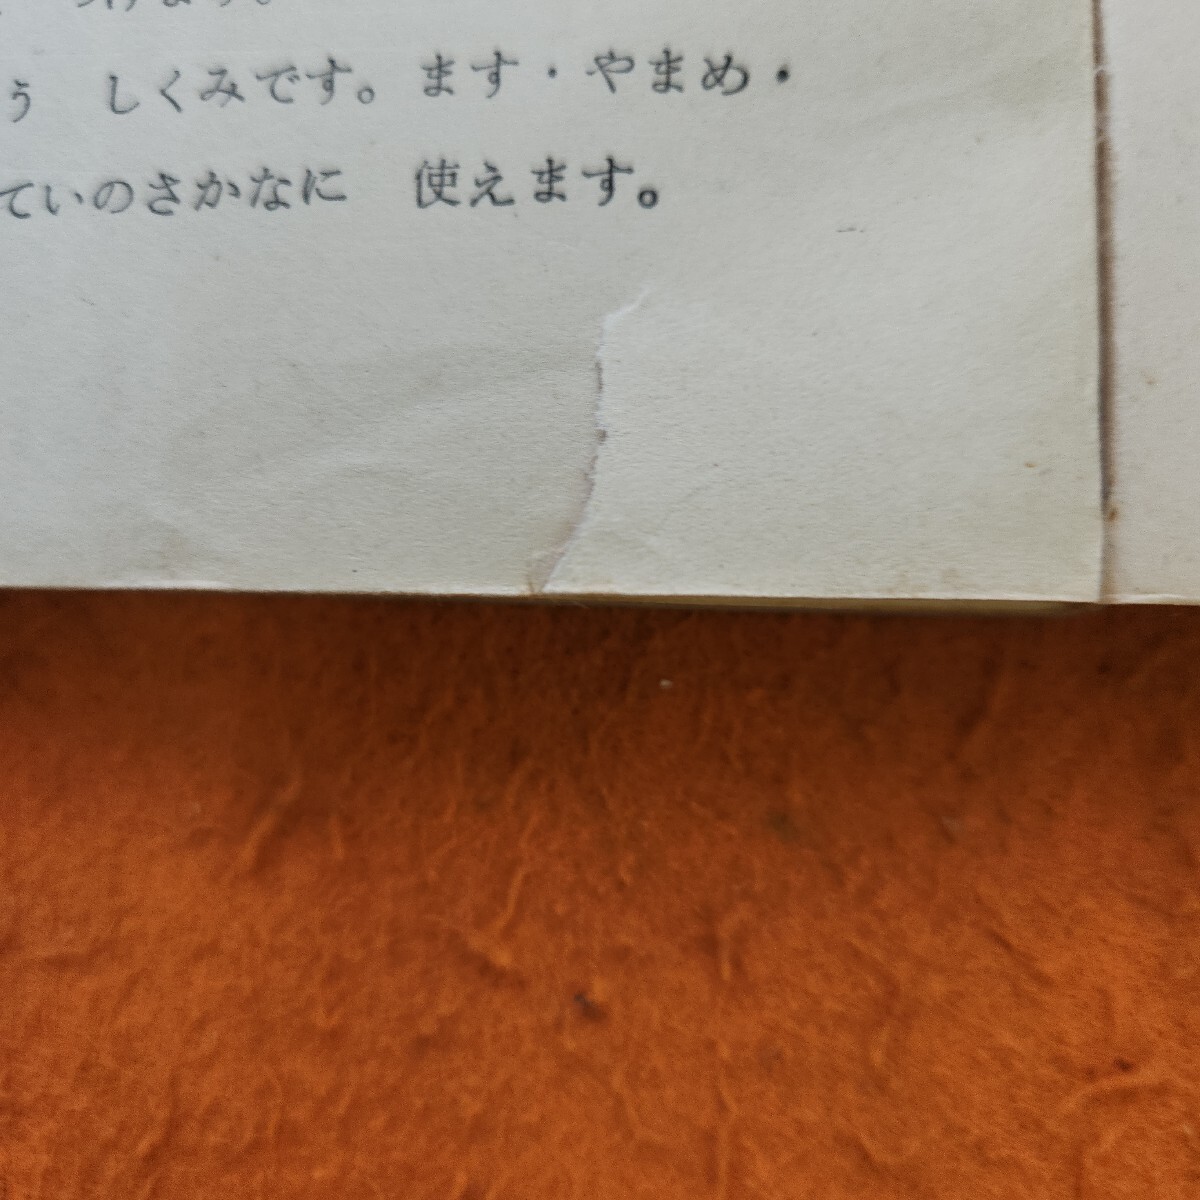 う しくみです。ます・やまめ・
ていのさかなに 使えます。